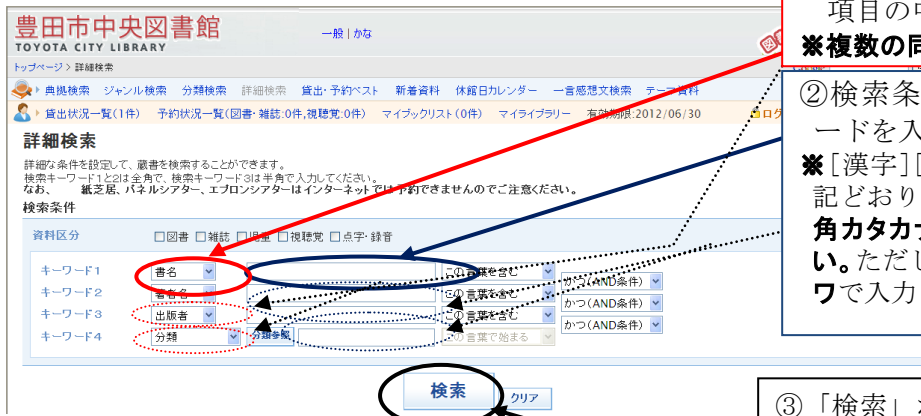 豊田市中央図書館
TOYOTA CITY LIBRARY
一般 | かな
項目の中
※複数の同
トップページ > 詳細検索
典拠検索 ジャンル検索 分類検索 詳細検索 貸出・予約ベスト 新着資料 休館日カレンダー 一言感想文検索 テーマ資料
貸出状況一覧(1件) 予約状況一覧(図書・雑誌:0件,視聴覚:0件) マイブックリスト(0件) マイライブラリー 有効期限:2012/06/30 ログ
詳細検索
詳細な条件を設定して、蔵書を検索することができます。
検索キーワード1と2は全角で、検索キーワード3は半角で入力してください。
なお、 紙芝居、パネルシアター、エプロンシアターはインターネットでは予約できませんのでご注意ください。
検索条件
資料区分 □図書 □雑誌 □児童 □視聴覚 □点字・録音
キーワード1 書名 この言葉を含む かつ(AND条件)
キーワード2 著者名 この言葉を含む かつ(AND条件)
キーワード3 出版者 この言葉を含む かつ(AND条件)
キーワード4 分類 分類参照 この言葉で始まる
検索 クリア
②検索条
ードを入
※[漢字][
記どおり
角カタカナ
い。ただし
ワで入力
③「検索」